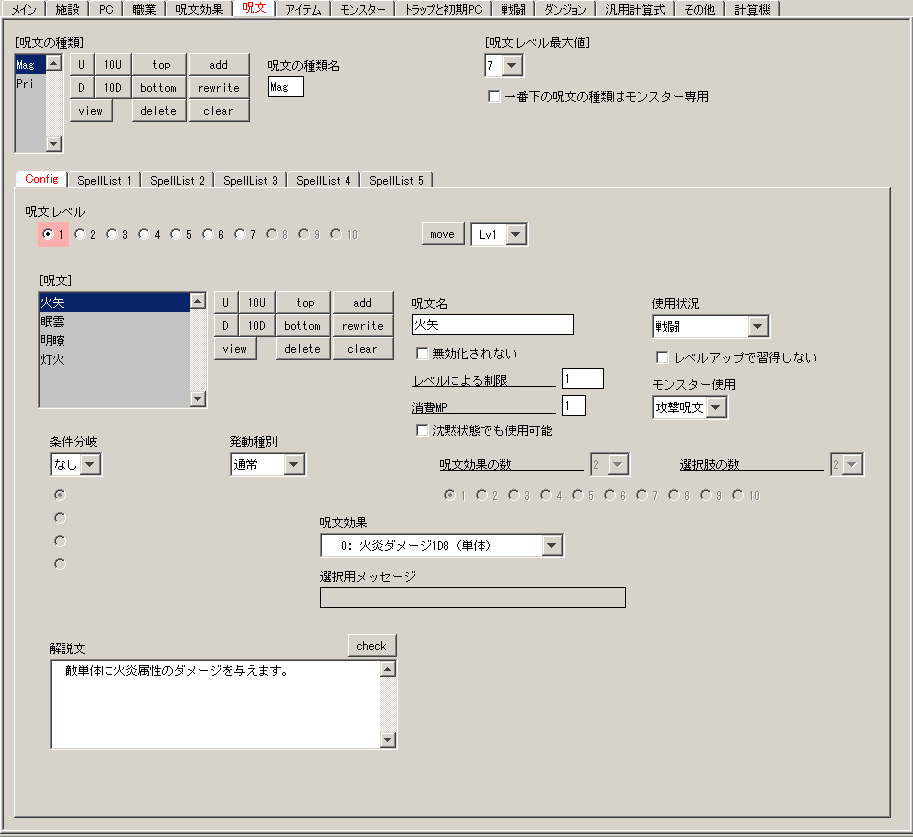 メイン 施設 PC 職業 呪文効果 呪文 アイテム モンスター トラップと初期PC 戦闘 ダンジョン 汎用計算式 その他 計算機
[呪文の種類] [呪文レベル最大値]
Mag U 10U top add 呪文の種類名 7
Pri D 10D bottom rewrite Mag 一番下の呪文の種類はモンスター専用
view delete clear
Config SpellList 1 SpellList 2 SpellList 3 SpellList 4 SpellList 5
呪文レベル
1 2 3 4 5 6 7 8 9 10 move Lv1
[呪文]
火矢 U 10U top add 呪文名 使用状況
眠雲 D 10D bottom rewrite 火矢 戦闘
明瞳 view delete clear 無効化されない レベルアップで習得しない
灯火
レベルによる制限 1 モンスター使用
消費MP 1 攻撃呪文
沈黙状態でも使用可能
条件分岐 発動種別
なし 通常 呪文効果の数 2 選択肢の数 2
1 2 3 4 5 6 7 8 9 10
呪文効果
0: 火炎ダメージ1D8（単体）
選択用メッセージ
解説文 check
敵単体に火炎属性のダメージを与えます。